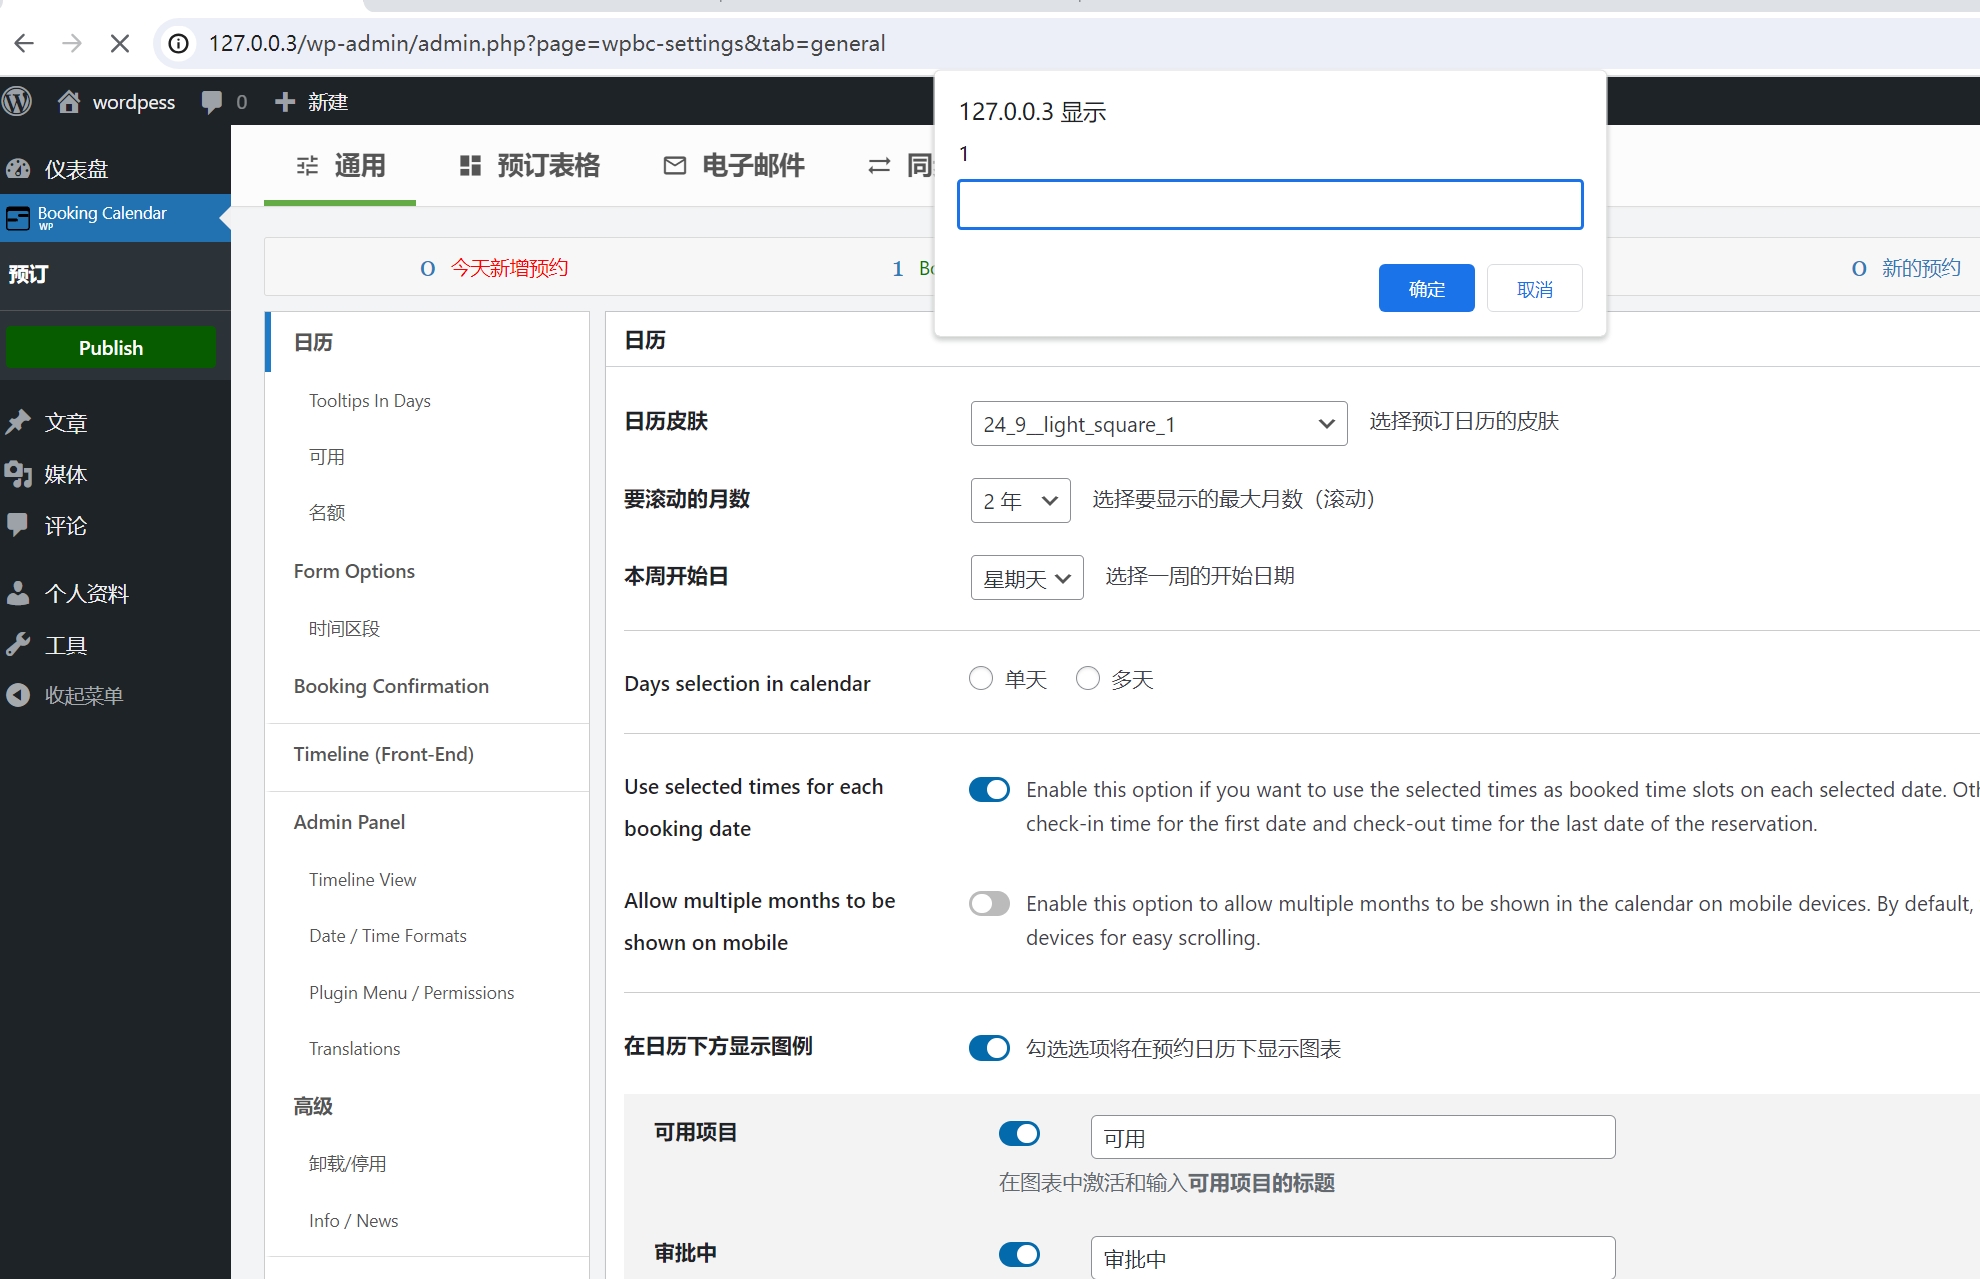 127.0.0.3/wp-admin/admin.php?page=wpbc-settings&tab=general
wordpess 0 新建
127.0.0.3 显示
1
确定 取消
通用 预订表格 电子邮件 同
0 今天新增预约 1 Bo 0 新的预约
仪表盘
Booking Calendar
WP
预订
Publish
文章
媒体
评论
个人资料
工具
收起菜单
日历
Tooltips In Days
可用
名额
Form Options
时间区段
Booking Confirmation
Timeline (Front-End)
Admin Panel
Timeline View
Date / Time Formats
Plugin Menu / Permissions
Translations
高级
卸载/停用
Info / News
日历
日历皮肤 24_9__light_square_1 选择预订日历的皮肤
要滚动的月数 2 年 选择要显示的最大月数（滚动）
本周开始日 星期天 选择一周的开始日期
Days selection in calendar 单天 多天
Use selected times for each
booking date
Enable this option if you want to use the selected times as booked time slots on each selected date. Oth
check-in time for the first date and check-out time for the last date of the reservation.
Allow multiple months to be
shown on mobile
Enable this option to allow multiple months to be shown in the calendar on mobile devices. By default,
devices for easy scrolling.
在日历下方显示图例 勾选选项将在预约日历下显示图表
可用项目 可用
在图表中激活和输入可用项目的标题
审批中 审批中